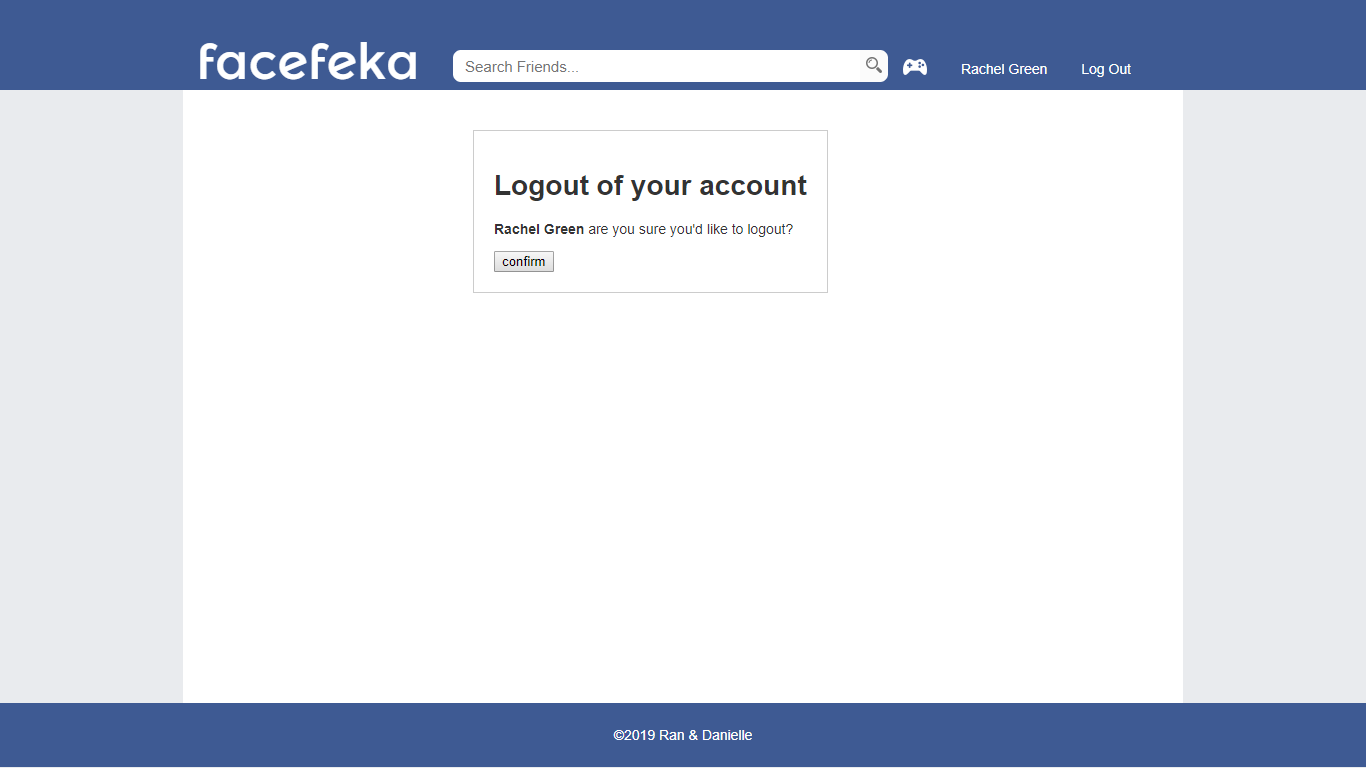 facefeka
Search Friends...
Rachel Green
Log Out
Logout of your account
Rachel Green are you sure you'd like to logout?
confirm
©2019 Ran & Danielle